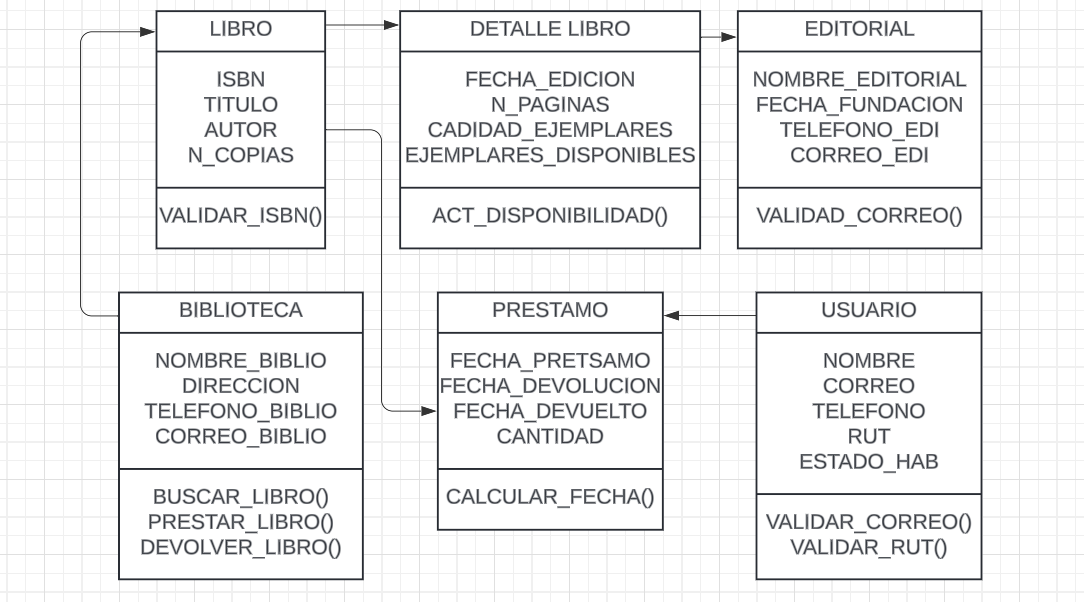 LIBRO
ISBN
TITULO
AUTOR
N_COPIAS
VALIDAR_ISBN()
DETALLE LIBRO
FECHA_EDICION
N_PAGINAS
CADIDAD_EJEMPLARES
EJEMPLARES_DISPONIBLES
ACT_DISPONIBILIDAD()
EDITORIAL
NOMBRE_EDITORIAL
FECHA_FUNDACION
TELEFONO_EDI
CORREO_EDI
VALIDAD_CORREO()
BIBLIOTECA
NOMBRE_BIBLIO
DIRECCION
TELEFONO_BIBLIO
CORREO_BIBLIO
BUSCAR_LIBRO()
PRESTAR_LIBRO()
DEVOLVER_LIBRO()
PRESTAMO
FECHA_PRETSAMO
FECHA_DEVOLUCION
FECHA_DEVUELTO
CANTIDAD
CALCULAR_FECHA()
USUARIO
NOMBRE
CORREO
TELEFONO
RUT
ESTADO_HAB
VALIDAR_CORREO()
VALIDAR_RUT()